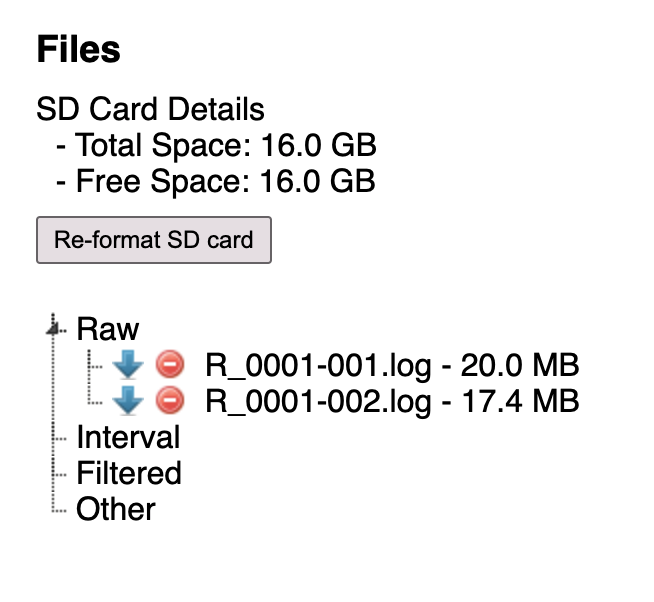 Files
SD Card Details
- Total Space: 16.0 GB
- Free Space: 16.0 GB
Re-format SD card
Raw
R_0001-001.log - 20.0 MB
R_0001-002.log - 17.4 MB
Interval
Filtered
Other